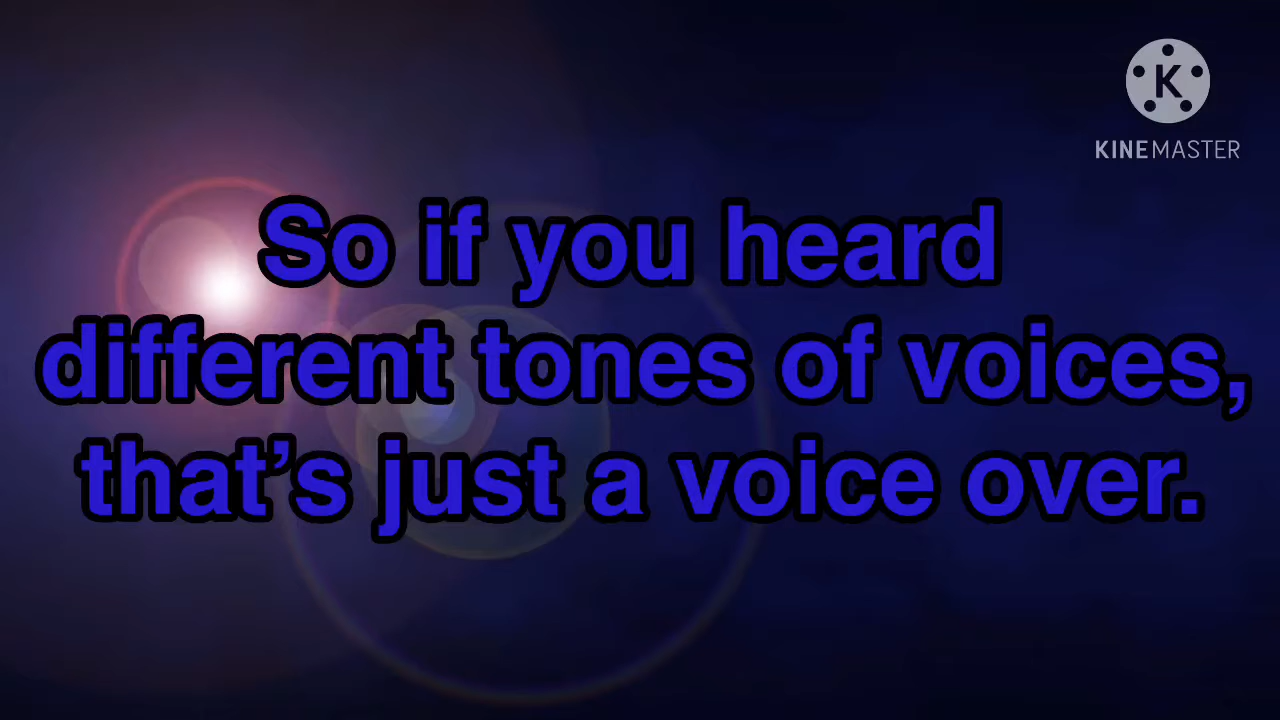 K
KINEMASTER
So if you heard
different tones of voices,
that’s just a voice over.